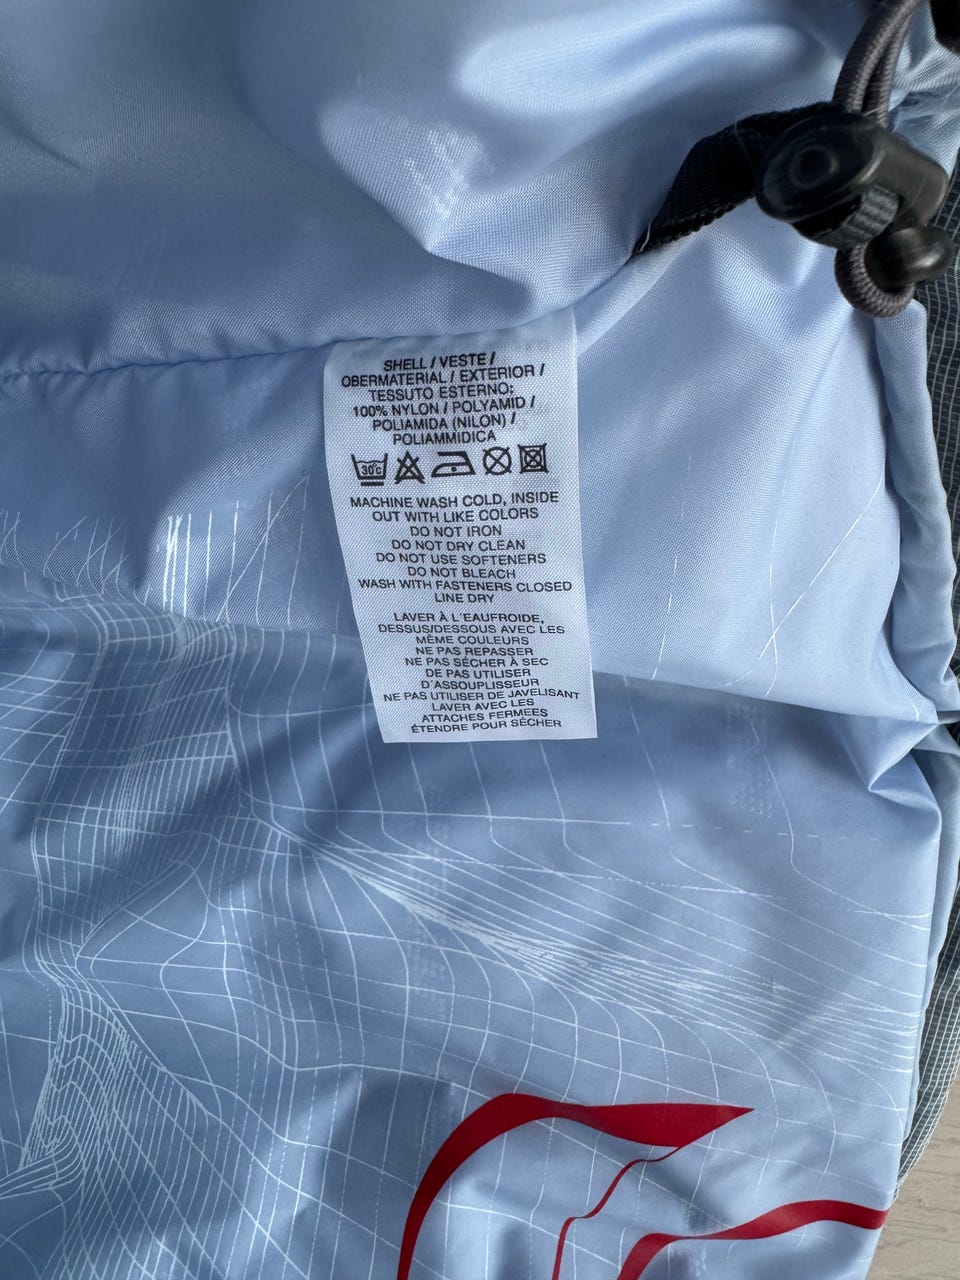 SHELL / VESTE /
OBERMATERIAL / EXTERIOR /
TESSUTO ESTERNO:
100% NYLON / POLYAMID /
POLIAMIDA (NILON) /
POLIAMMIDICA
30°c
MACHINE WASH COLD, INSIDE
OUT WITH LIKE COLORS
DO NOT IRON
DO NOT DRY CLEAN
DO NOT USE SOFTENERS
DO NOT BLEACH
WASH WITH FASTENERS CLOSED
LINE DRY
LAVER À L'EAUFROIDE,
DESSUS/DESSOUS AVEC LES
MÊME COULEURS
NE PAS REPASSER
NE PAS SÉCHER À SEC
DE PAS UTILISER
D'ASSOUPLISSEUR
NE PAS UTILISER DE JAVELISANT
LAVER AVEC LES
ATTACHES FERMEES
ÉTENDRE POUR SÉCHER